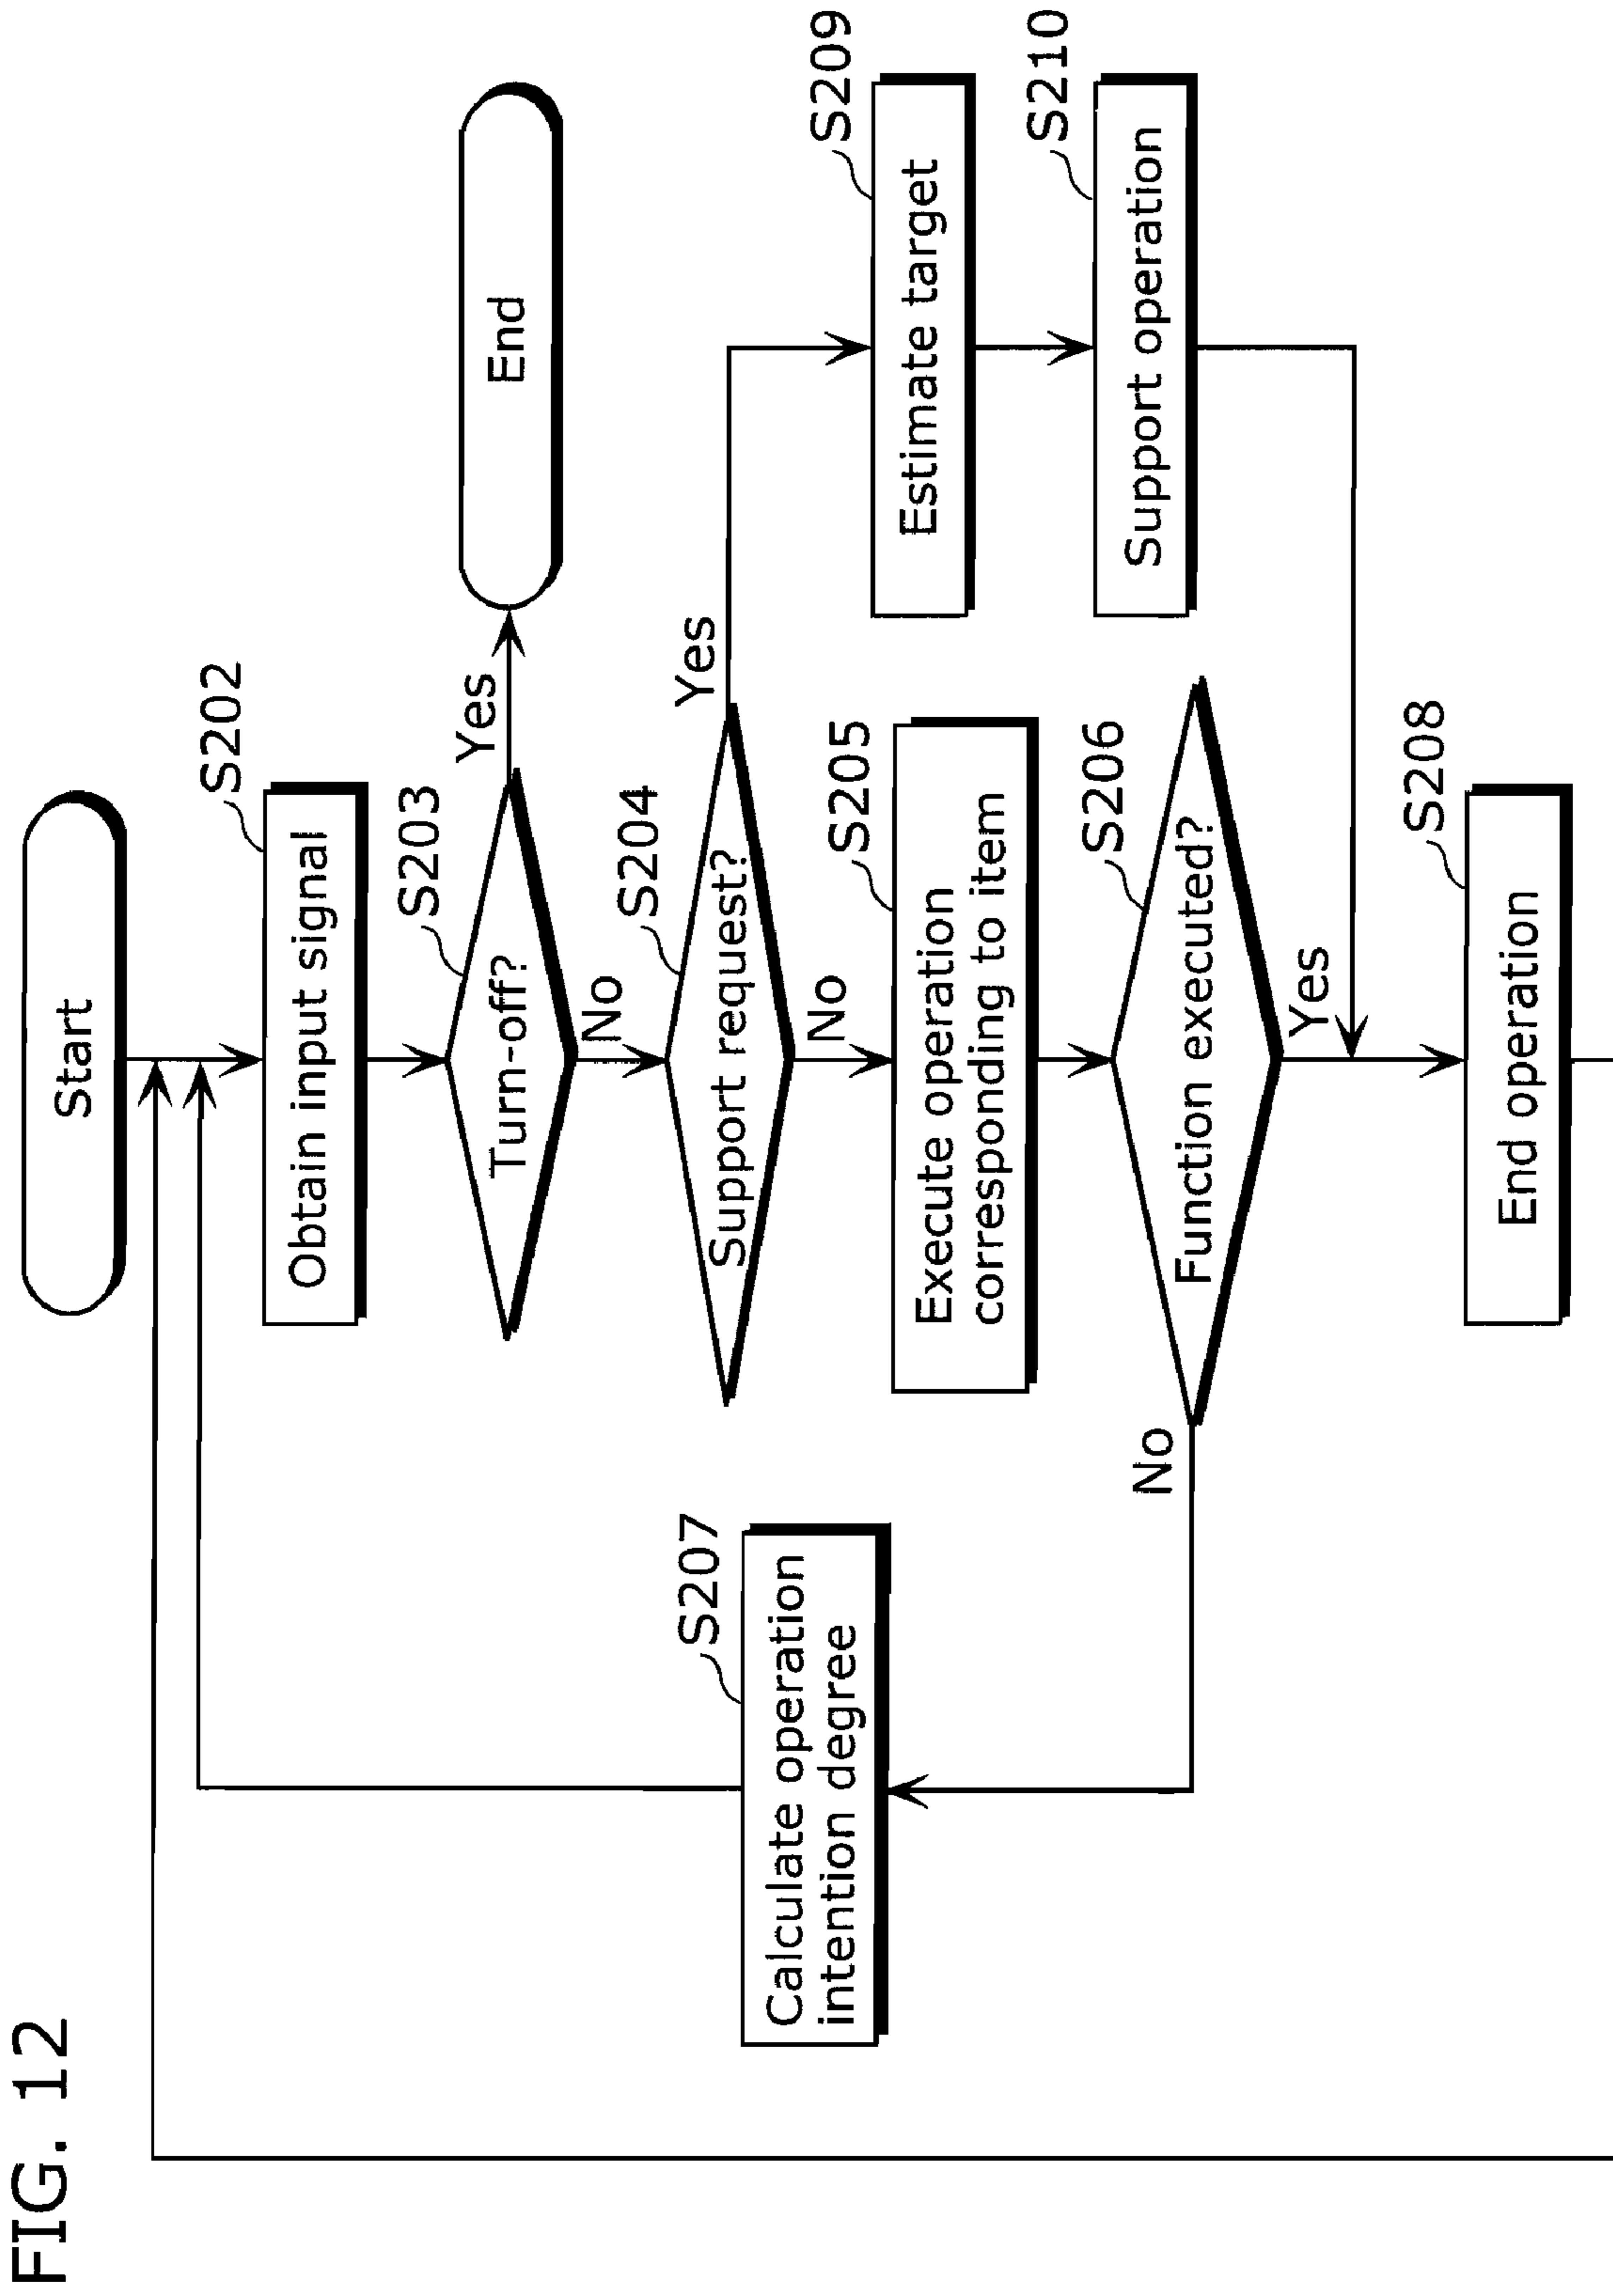 FIG. 12
Start
S202
Obtain input signal
S203
Turn-off?
Yes
End
No
S204
Support request?
Yes
No
S209
Estimate target
S205
Execute operation
corresponding to item
S210
Support operation
S206
Function executed?
No
Yes
S207
Calculate operation
intention degree
S208
End operation